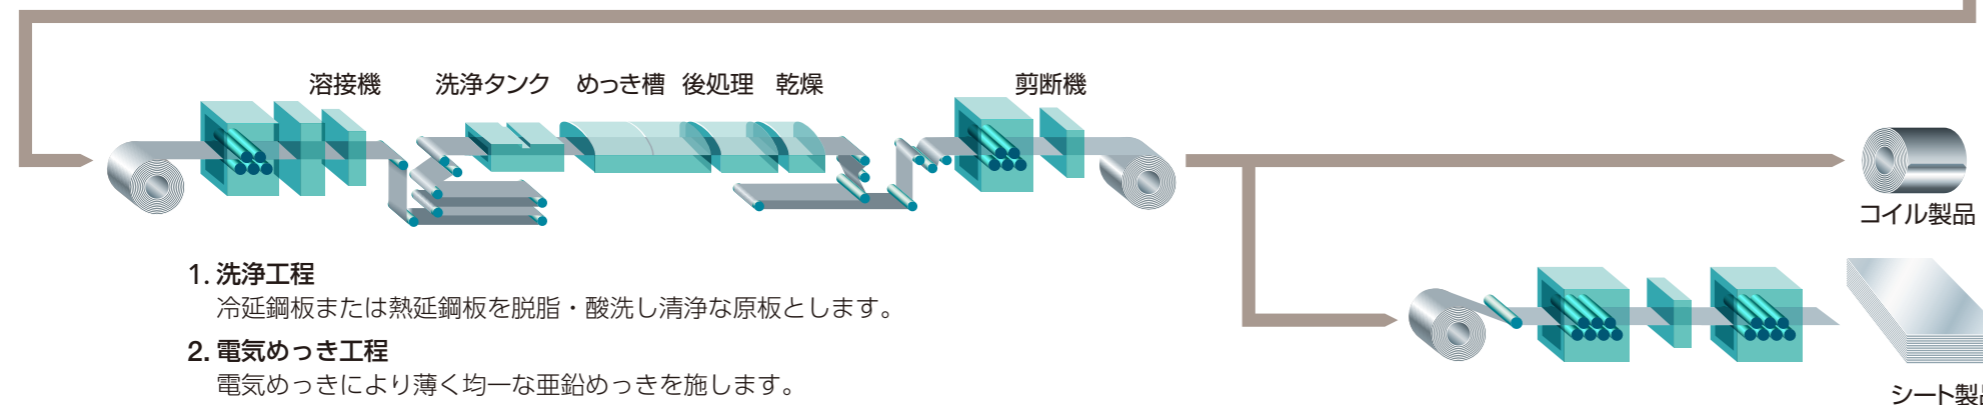 溶接機 洗浄タンク めっき槽 後処理 乾燥 剪断機
コイル製品
1. 洗浄工程
冷延鋼板または熱延鋼板を脱脂・酸洗し清浄な原板とします。
2. 電気めっき工程
電気めっきにより薄く均一な亜鉛めっきを施します。
シート製